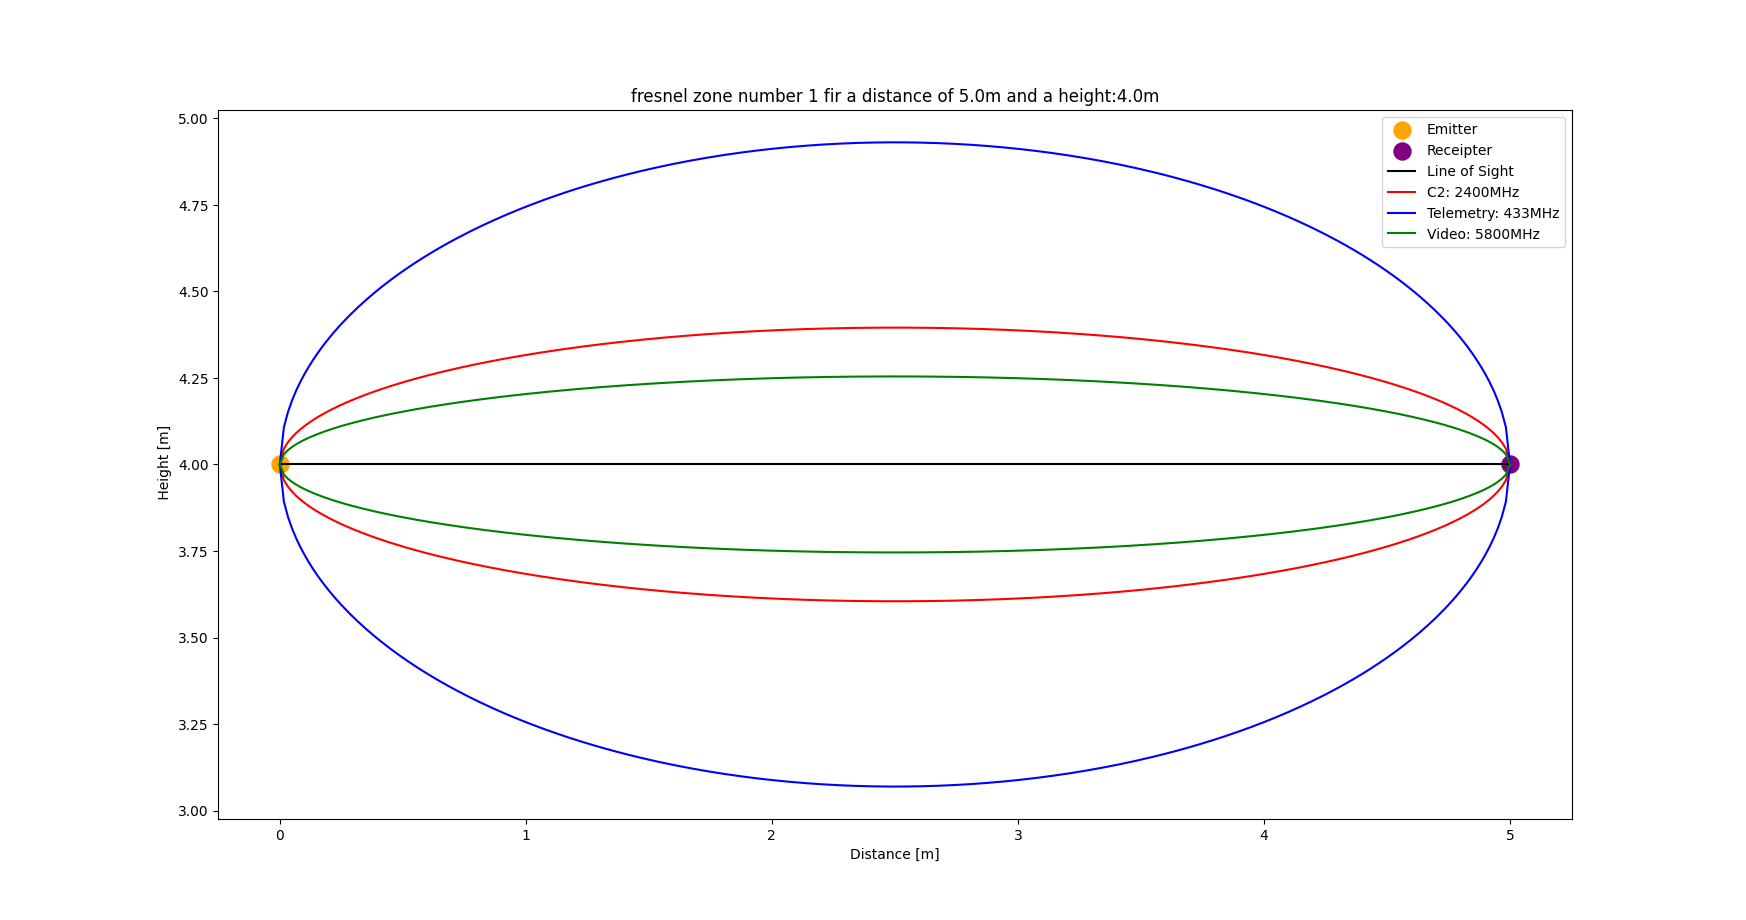 fresnel zone number 1 fir a distance of 5.0m and a height:4.0m
Emitter
Receipter
Line of Sight
C2: 2400MHz
Telemetry: 433MHz
Video: 5800MHz
Height [m]
5.00
4.75
4.50
4.25
4.00
3.75
3.50
3.25
3.00
0 1 2 3 4 5
Distance [m]